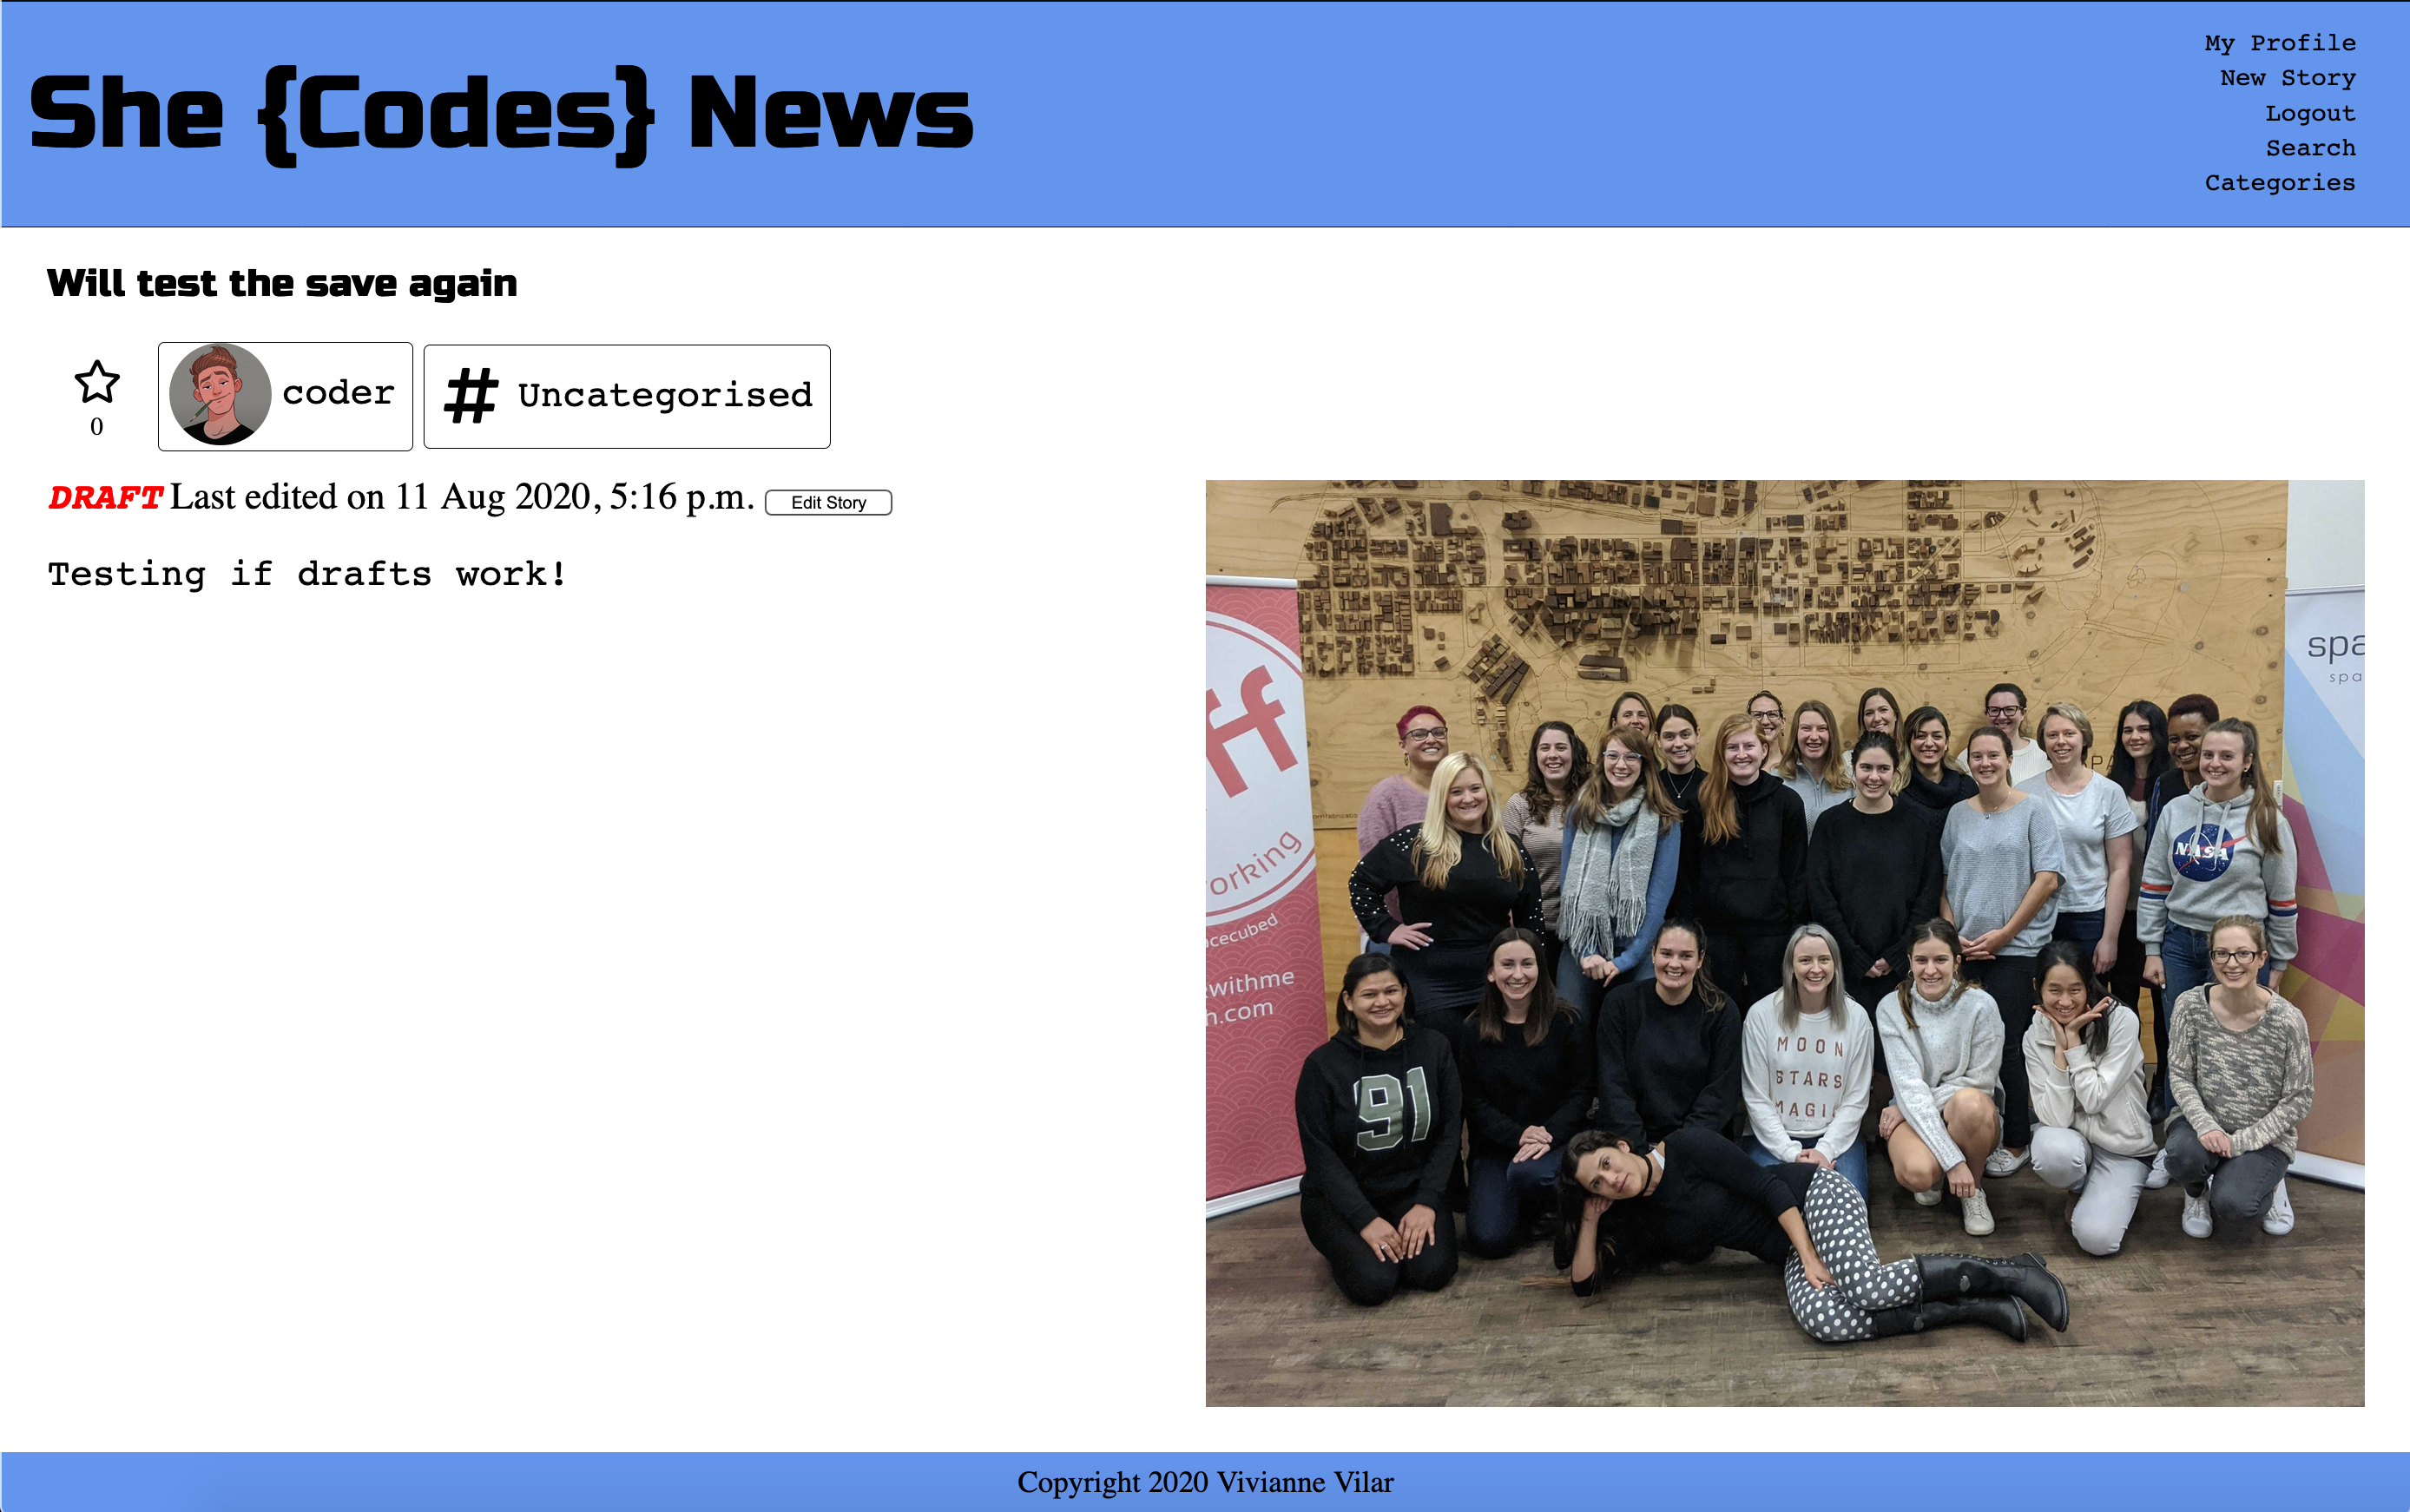 She {Codes} News
My Profile
New Story
Logout
Search
Categories
Will test the save again
0
coder
# Uncategorised
DRAFT Last edited on 11 Aug 2020, 5:16 p.m. Edit Story
Testing if drafts work!
ff
orking
acecubed
withme
.com
spa
spa
NASA
91
MOON
STARS
MAGI
Copyright 2020 Vivianne Vilar